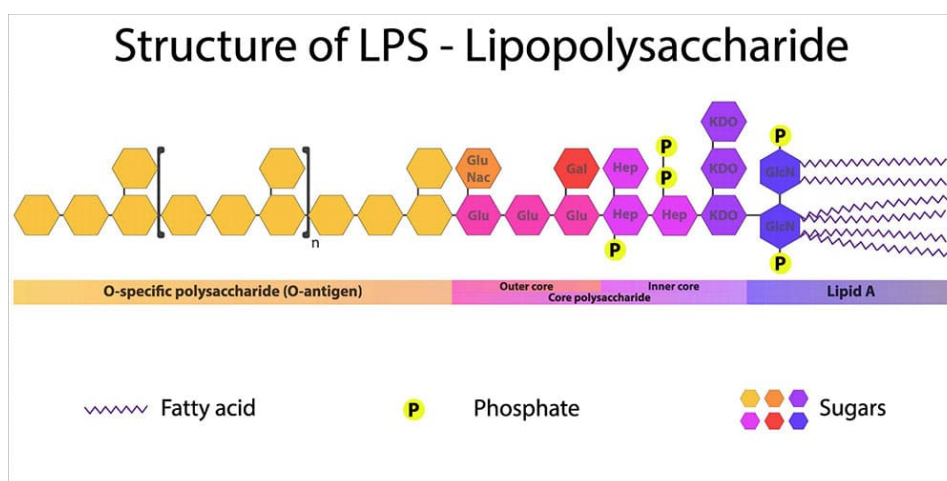 Structure of LPS - Lipopolysaccharide
KDO
P
P
Glu
Nac
Gal
Hep
P
KDO
GlcN
Glu
Glu
Glu
Hep
Hep
KDO
GlcN
n
P
P
O-specific polysaccharide (O-antigen)
Outer core
Inner core
Core polysaccharide
Lipid A
Fatty acid
P
Phosphate
Sugars